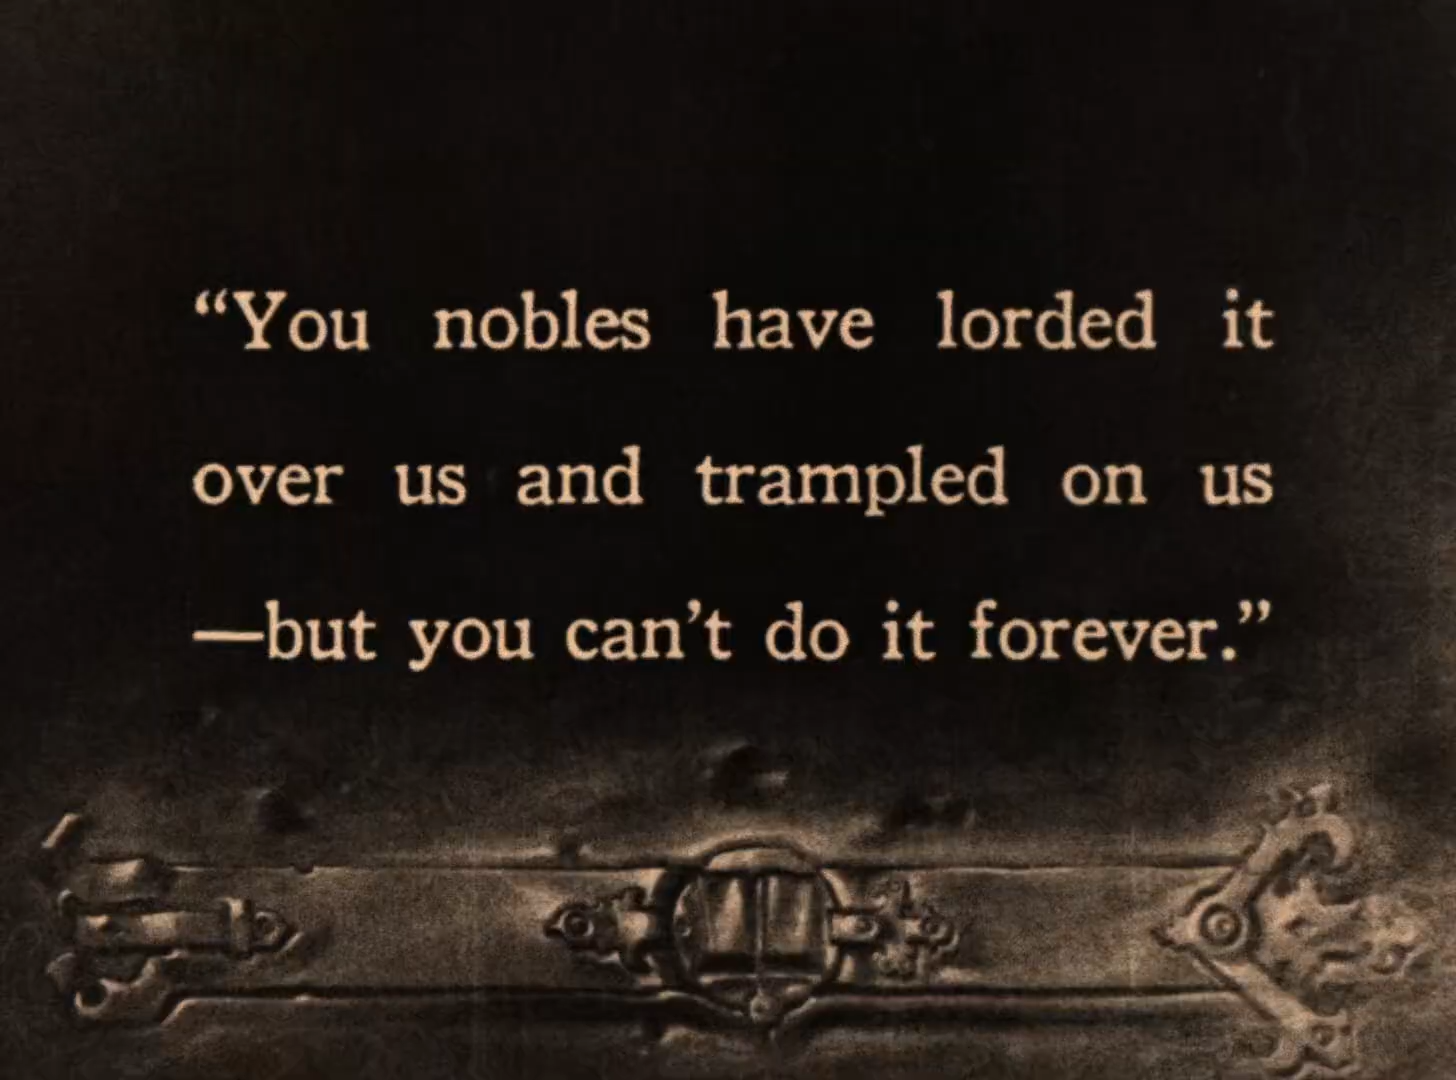 “You nobles have lorded it
over us and trampled on us
—but you can’t do it forever.”